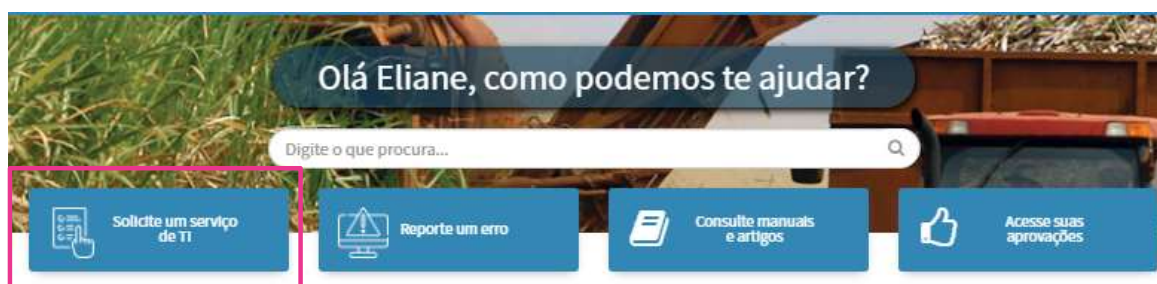 Olá Eliane, como podemos te ajudar?
Digite o que procura...
Solicite um serviço
de TI
Reporte um erro
Consulte manuais
e artigos
Acesse suas
aprovações